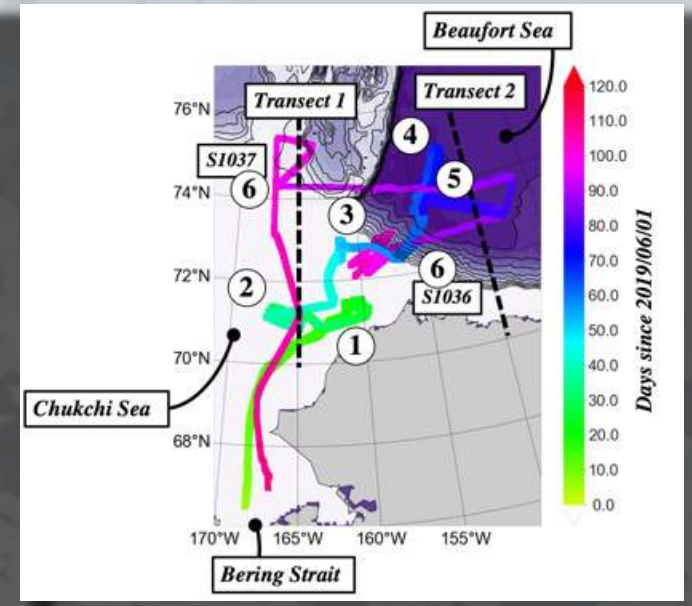 Beaufort Sea
Transect 1
Transect 2
76°N
74°N
72°N
70°N
68°N
170°W
165°W
160°W
155°W
S1037
6
4
5
3
2
6
S1036
1
Chukchi Sea
Bering Strait
120.0
110.0
100.0
90.0
80.0
70.0
60.0
50.0
40.0
30.0
20.0
10.0
0.0
Days since 2019/06/01